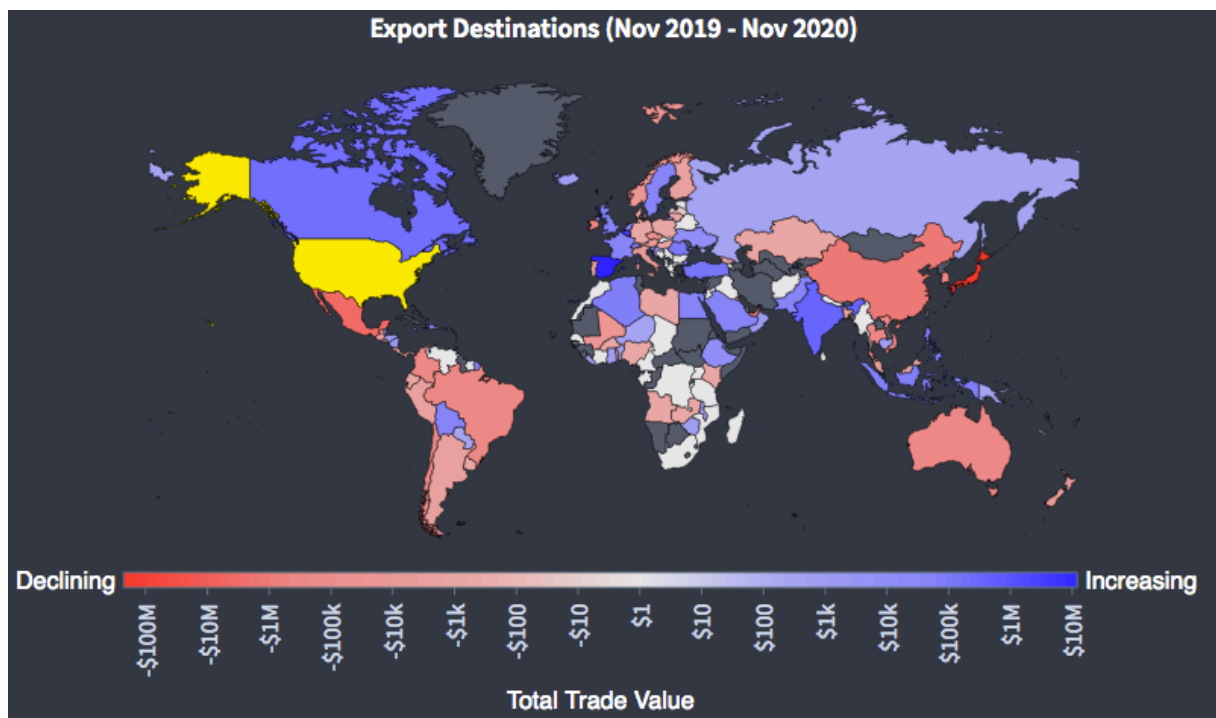 Export Destinations (Nov 2019 - Nov 2020)
Declining
Increasing
-$100M
-$10M
-$1M
-$100k
-$10k
-$1k
-$100
-$10
$1
$10
$100
$1k
$10k
$100k
$1M
$10M
Total Trade Value